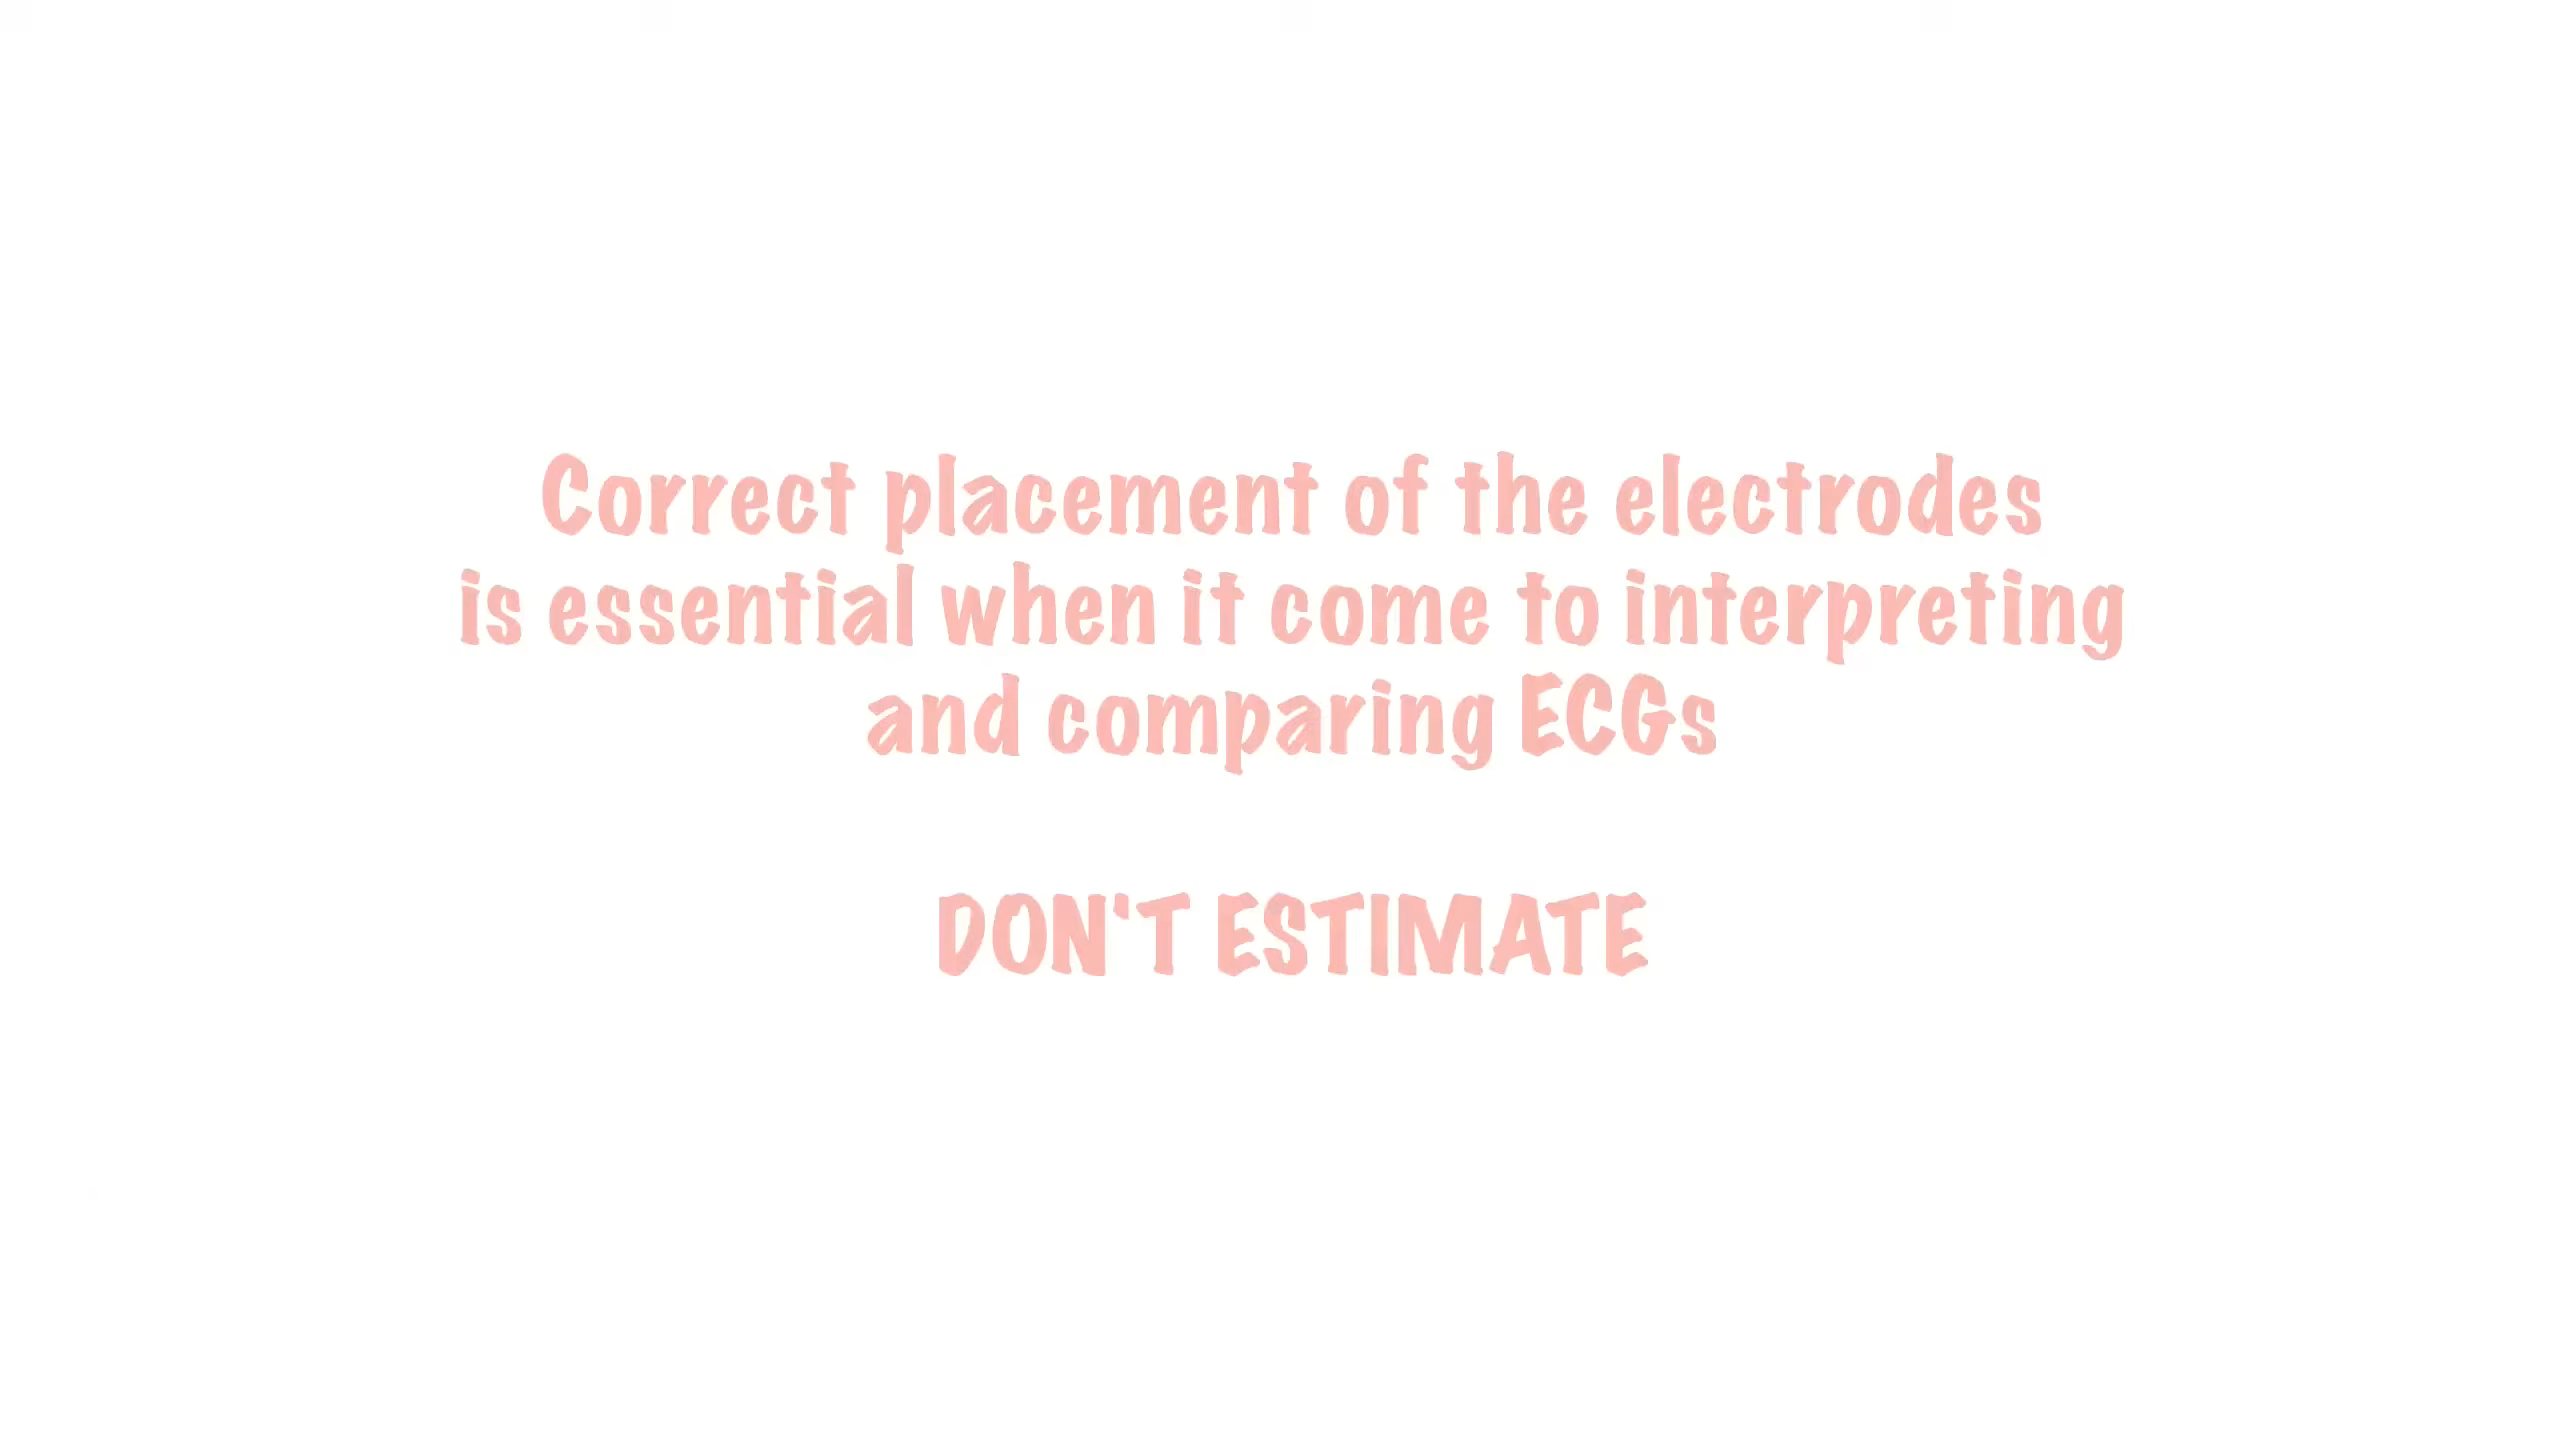 Correct placement of the electrodes
is essential when it come to interpreting
and comparing ECGs
DON'T ESTIMATE